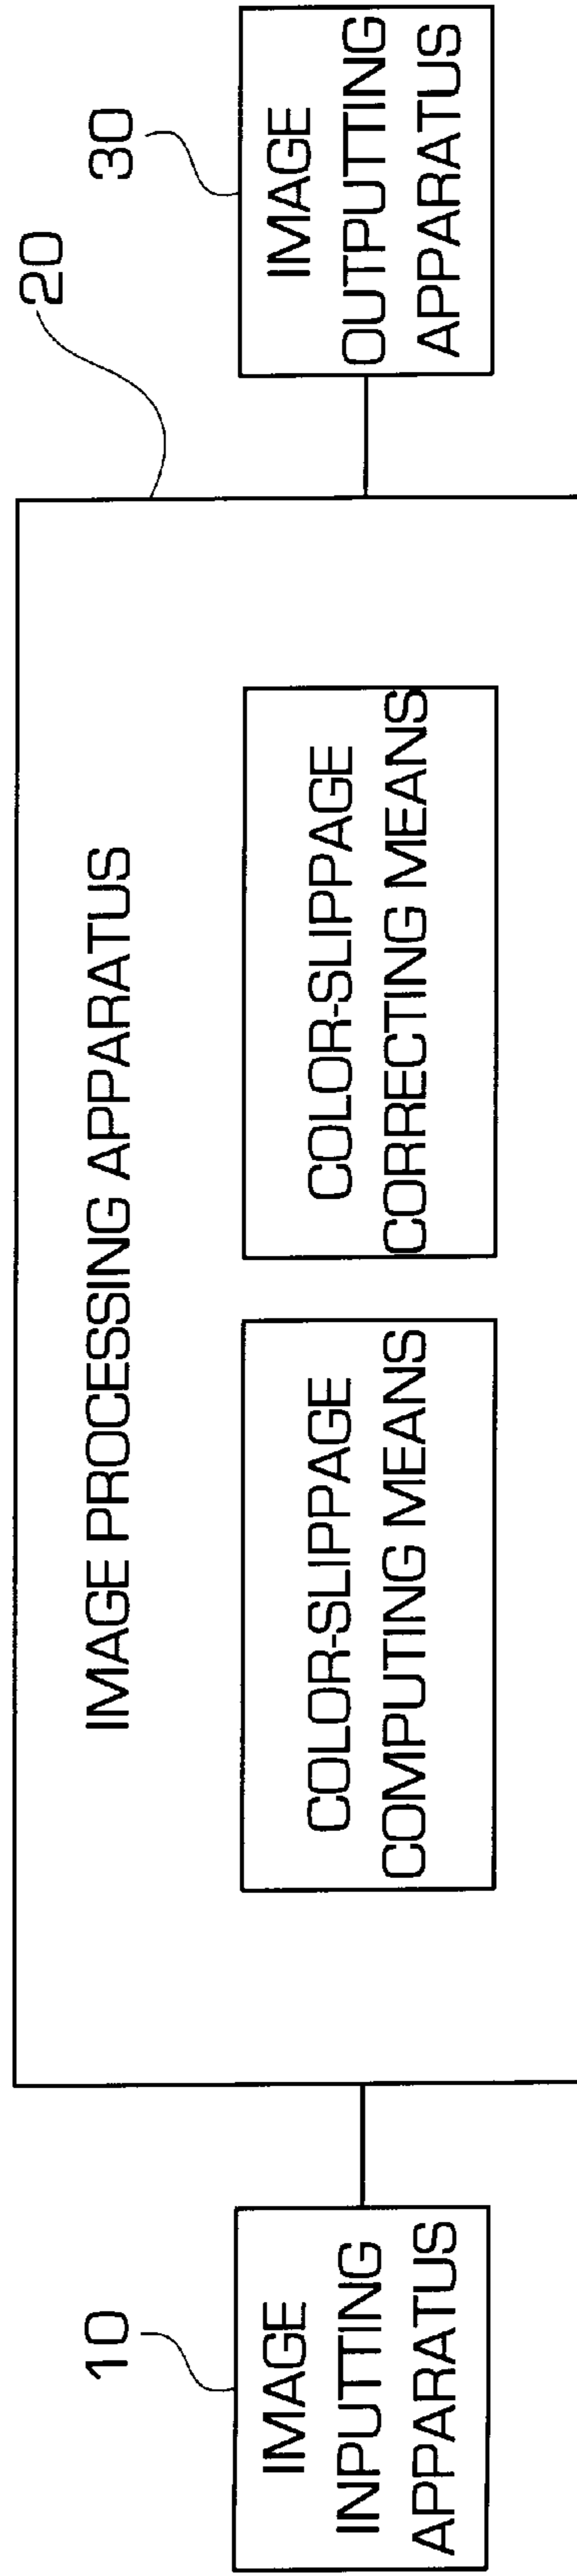 10
IMAGE
INPUTTING
APPARATUS
20
IMAGE PROCESSING APPARATUS
COLOR-SLIPPAGE
COMPUTING MEANS
COLOR-SLIPPAGE
CORRECTING MEANS
30
IMAGE
OUTPUTTING
APPARATUS